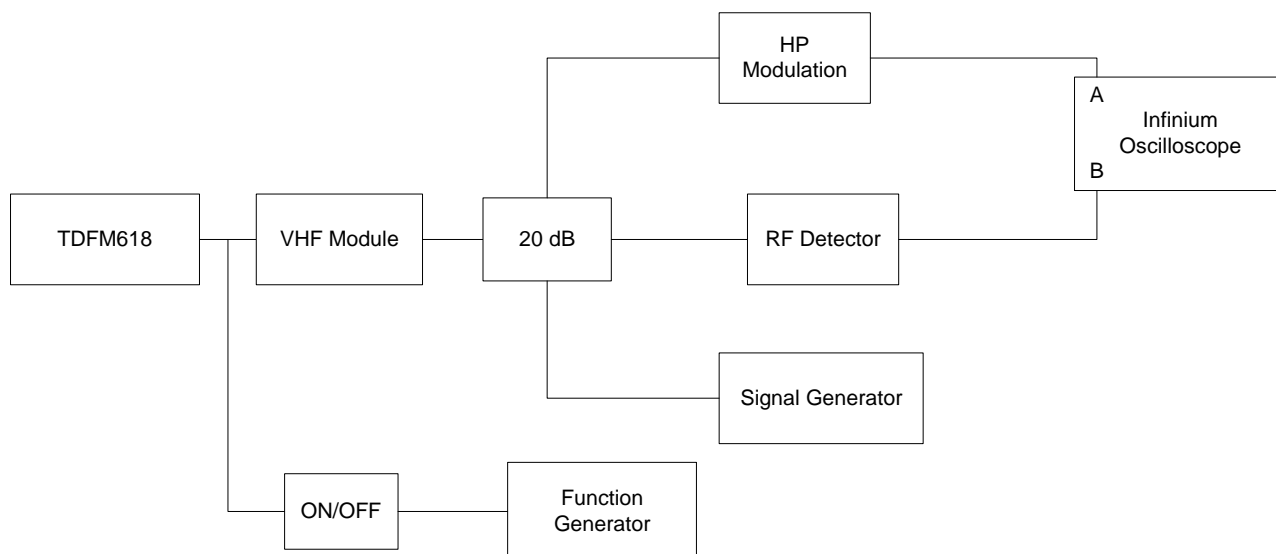 HP
Modulation
A
Infinium
Oscilloscope
B
TDFM618
VHF Module
20 dB
RF Detector
Signal Generator
ON/OFF
Function
Generator